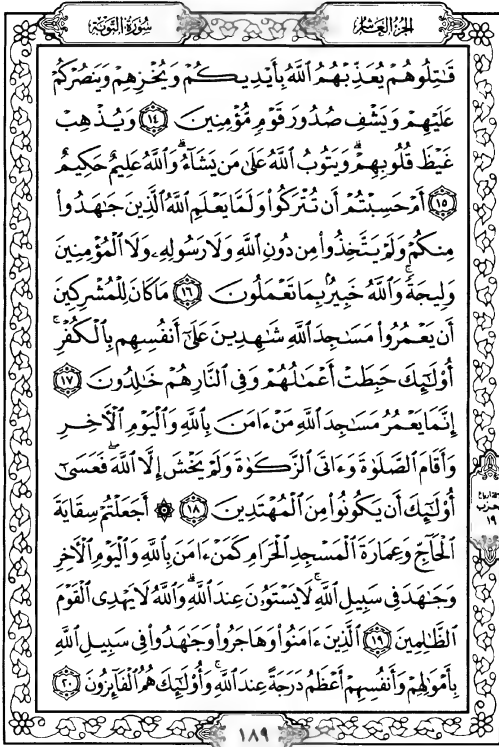 الجزء العاشر
سورة التوبة
قَٰتِلُوهُمْ يُعَذِّبْهُمُ ٱللَّهُ بِأَيْدِيكُمْ وَيُخْزِهِمْ وَيَنصُرْكُمْ
عَلَيْهِمْ وَيَشْفِ صُدُورَ قَوْمٍ مُّؤْمِنِينَ ١٤ وَيُذْهِبْ
غَيْظَ قُلُوبِهِمْ ۗ وَيَتُوبُ ٱللَّهُ عَلَىٰ مَن يَشَآءُ ۗ وَٱللَّهُ عَلِيمٌ حَكِيمٌ
١٥ أَمْ حَسِبْتُمْ أَن تُتْرَكُوا۟ وَلَمَّا يَعْلَمِ ٱللَّهُ ٱلَّذِينَ جَٰهَدُوا۟
مِنكُمْ وَلَمْ يَتَّخِذُوا۟ مِن دُونِ ٱللَّهِ وَلَا رَسُولِهِۦ وَلَا ٱلْمُؤْمِنِينَ
وَلِيجَةً ۚ وَٱللَّهُ خَبِيرٌۢ بِمَا تَعْمَلُونَ ١٦ مَا كَانَ لِلْمُشْرِكِينَ
أَن يَعْمُرُوا۟ مَسَٰجِدَ ٱللَّهِ شَٰهِدِينَ عَلَىٰٓ أَنفُسِهِم بِٱلْكُفْرِ ۚ
أُو۟لَٰٓئِكَ حَبِطَتْ أَعْمَٰلُهُمْ وَفِى ٱلنَّارِ هُمْ خَٰلِدُونَ ١٧
إِنَّمَا يَعْمُرُ مَسَٰجِدَ ٱللَّهِ مَنْ ءَامَنَ بِٱللَّهِ وَٱلْيَوْمِ ٱلْءَاخِرِ
وَأَقَامَ ٱلصَّلَوٰةَ وَءَاتَى ٱلزَّكَوٰةَ وَلَمْ يَخْشَ إِلَّا ٱللَّهَ ۖ فَعَسَىٰٓ
أُو۟لَٰٓئِكَ أَن يَكُونُوا۟ مِنَ ٱلْمُهْتَدِينَ ١٨ ۞ أَجَعَلْتُمْ سِقَايَةَ
ٱلْحَآجِّ وَعِمَارَةَ ٱلْمَسْجِدِ ٱلْحَرَامِ كَمَنْ ءَامَنَ بِٱللَّهِ وَٱلْيَوْمِ ٱلْءَاخِرِ
وَجَٰهَدَ فِى سَبِيلِ ٱللَّهِ ۚ لَا يَسْتَوُۥنَ عِندَ ٱللَّهِ ۗ وَٱللَّهُ لَا يَهْدِى ٱلْقَوْمَ
ٱلظَّٰلِمِينَ ١٩ ٱلَّذِينَ ءَامَنُوا۟ وَهَاجَرُوا۟ وَجَٰهَدُوا۟ فِى سَبِيلِ ٱللَّهِ
بِأَمْوَٰلِهِمْ وَأَنفُسِهِمْ أَعْظَمُ دَرَجَةً عِندَ ٱللَّهِ ۚ وَأُو۟لَٰٓئِكَ هُمُ ٱلْفَآئِزُونَ ٢٠
الحزب
١٩
١٨٩